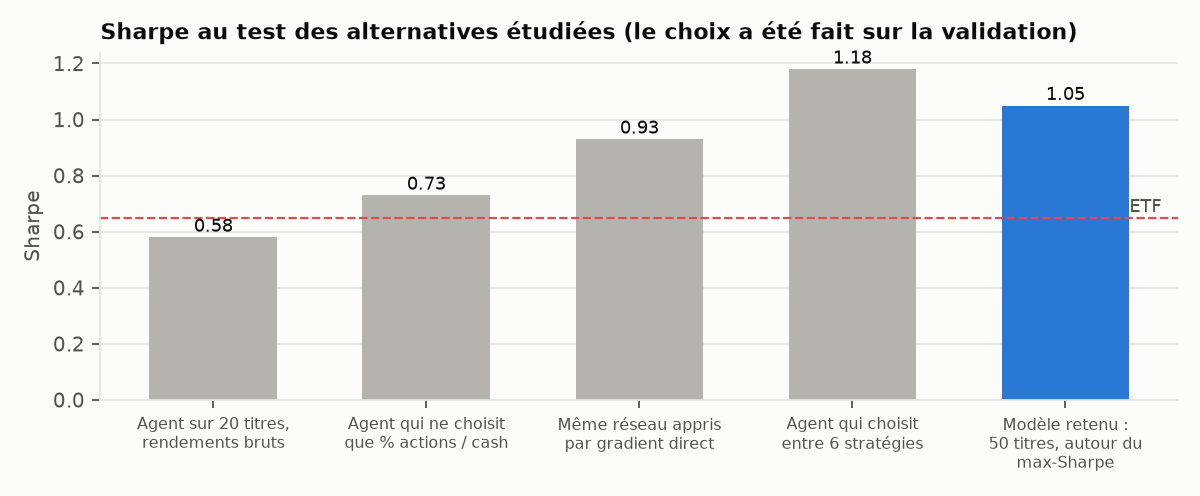 Sharpe au test des alternatives étudiées (le choix a été fait sur la validation)
Sharpe
1.2
1.0
0.8
0.6
0.4
0.2
0.0
0.58
0.73
0.93
1.18
1.05
ETF
Agent sur 20 titres,
rendements bruts
Agent qui ne choisit
que % actions / cash
Même réseau appris
par gradient direct
Agent qui choisit
entre 6 stratégies
Modèle retenu :
50 titres, autour du
max-Sharpe